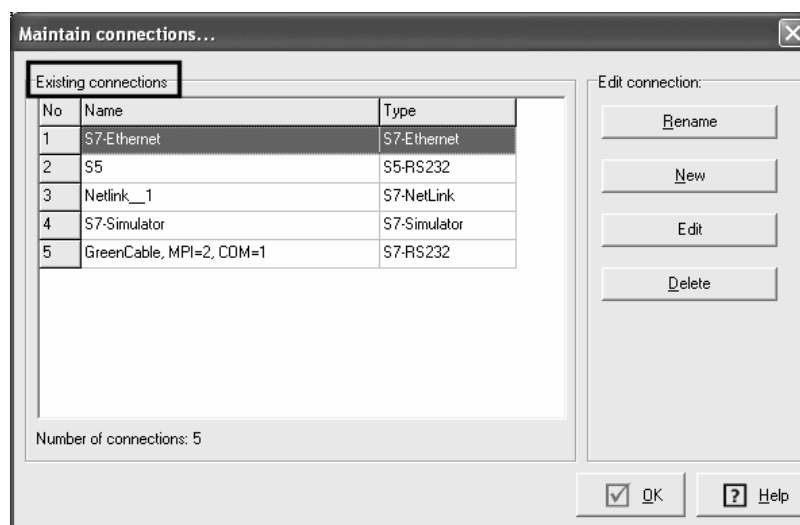 Maintain connections...
Existing connections
No Name Type
1 S7-Ethernet S7-Ethernet
2 S5 S5-RS232
3 Netlink__1 S7-NetLink
4 S7-Simulator S7-Simulator
5 GreenCable, MPI=2, COM=1 S7-RS232
Number of connections: 5
Edit connection:
Rename
New
Edit
Delete
OK
? Help